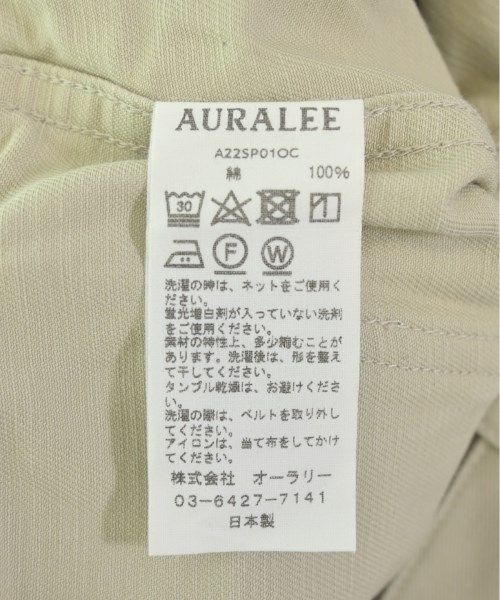 AURALEE
A22SP01OC
綿 100%
30
F W
洗濯の時は、ネットをご使用く
ださい。
蛍光増白剤が入っていない洗剤
をご使用ください。
素材の特性上、多少縮むことが
あります。洗濯後は、形を整え
て干してください。
タンブル乾燥は、お避けくださ
い。
洗濯の際は、ベルトを取り外し
てください。
アイロンは、当て布をしてかけ
てください。
株式会社 オーラリー
03-6427-7141
日本製